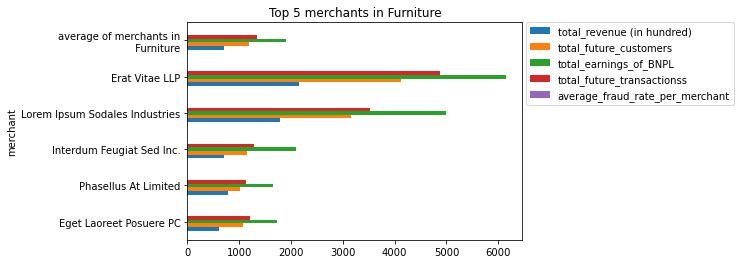 Top 5 merchants in Furniture
average of merchants in
Furniture
Erat Vitae LLP
Lorem Ipsum Sodales Industries
Interdum Feugiat Sed Inc.
Phasellus At Limited
Eget Laoreet Posuere PC
merchant
0 1000 2000 3000 4000 5000 6000
total_revenue (in hundred)
total_future_customers
total_earnings_of_BNPL
total_future_transactionss
average_fraud_rate_per_merchant